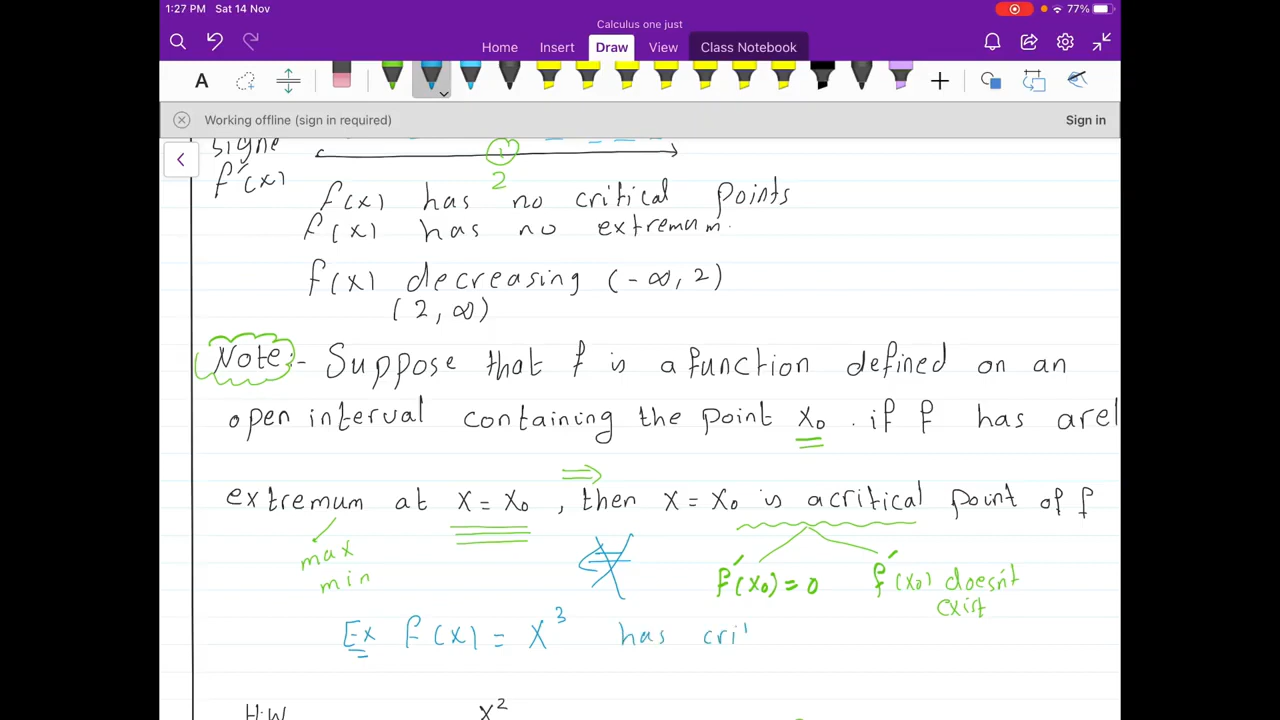 1:27 PM Sat 14 Nov
77%
Calculus one just
Home Insert Draw View Class Notebook
A
Working offline (sign in required) Sign in
signe
f'(x)
2
f(x) has no critical points
f(x) has no extremum.
f(x) decreasing (-∞, 2)
(2, ∞)
Note:- Suppose that f is a function defined on an
open interval containing the point x₀ . if f has a rel
extremum at x = x₀ , then x = x₀ is a critical point of f
⇒
max
min
f'(x₀) = 0 f'(x₀) doesn't
exist
Ex f(x) = x³ has cri
H.W x²